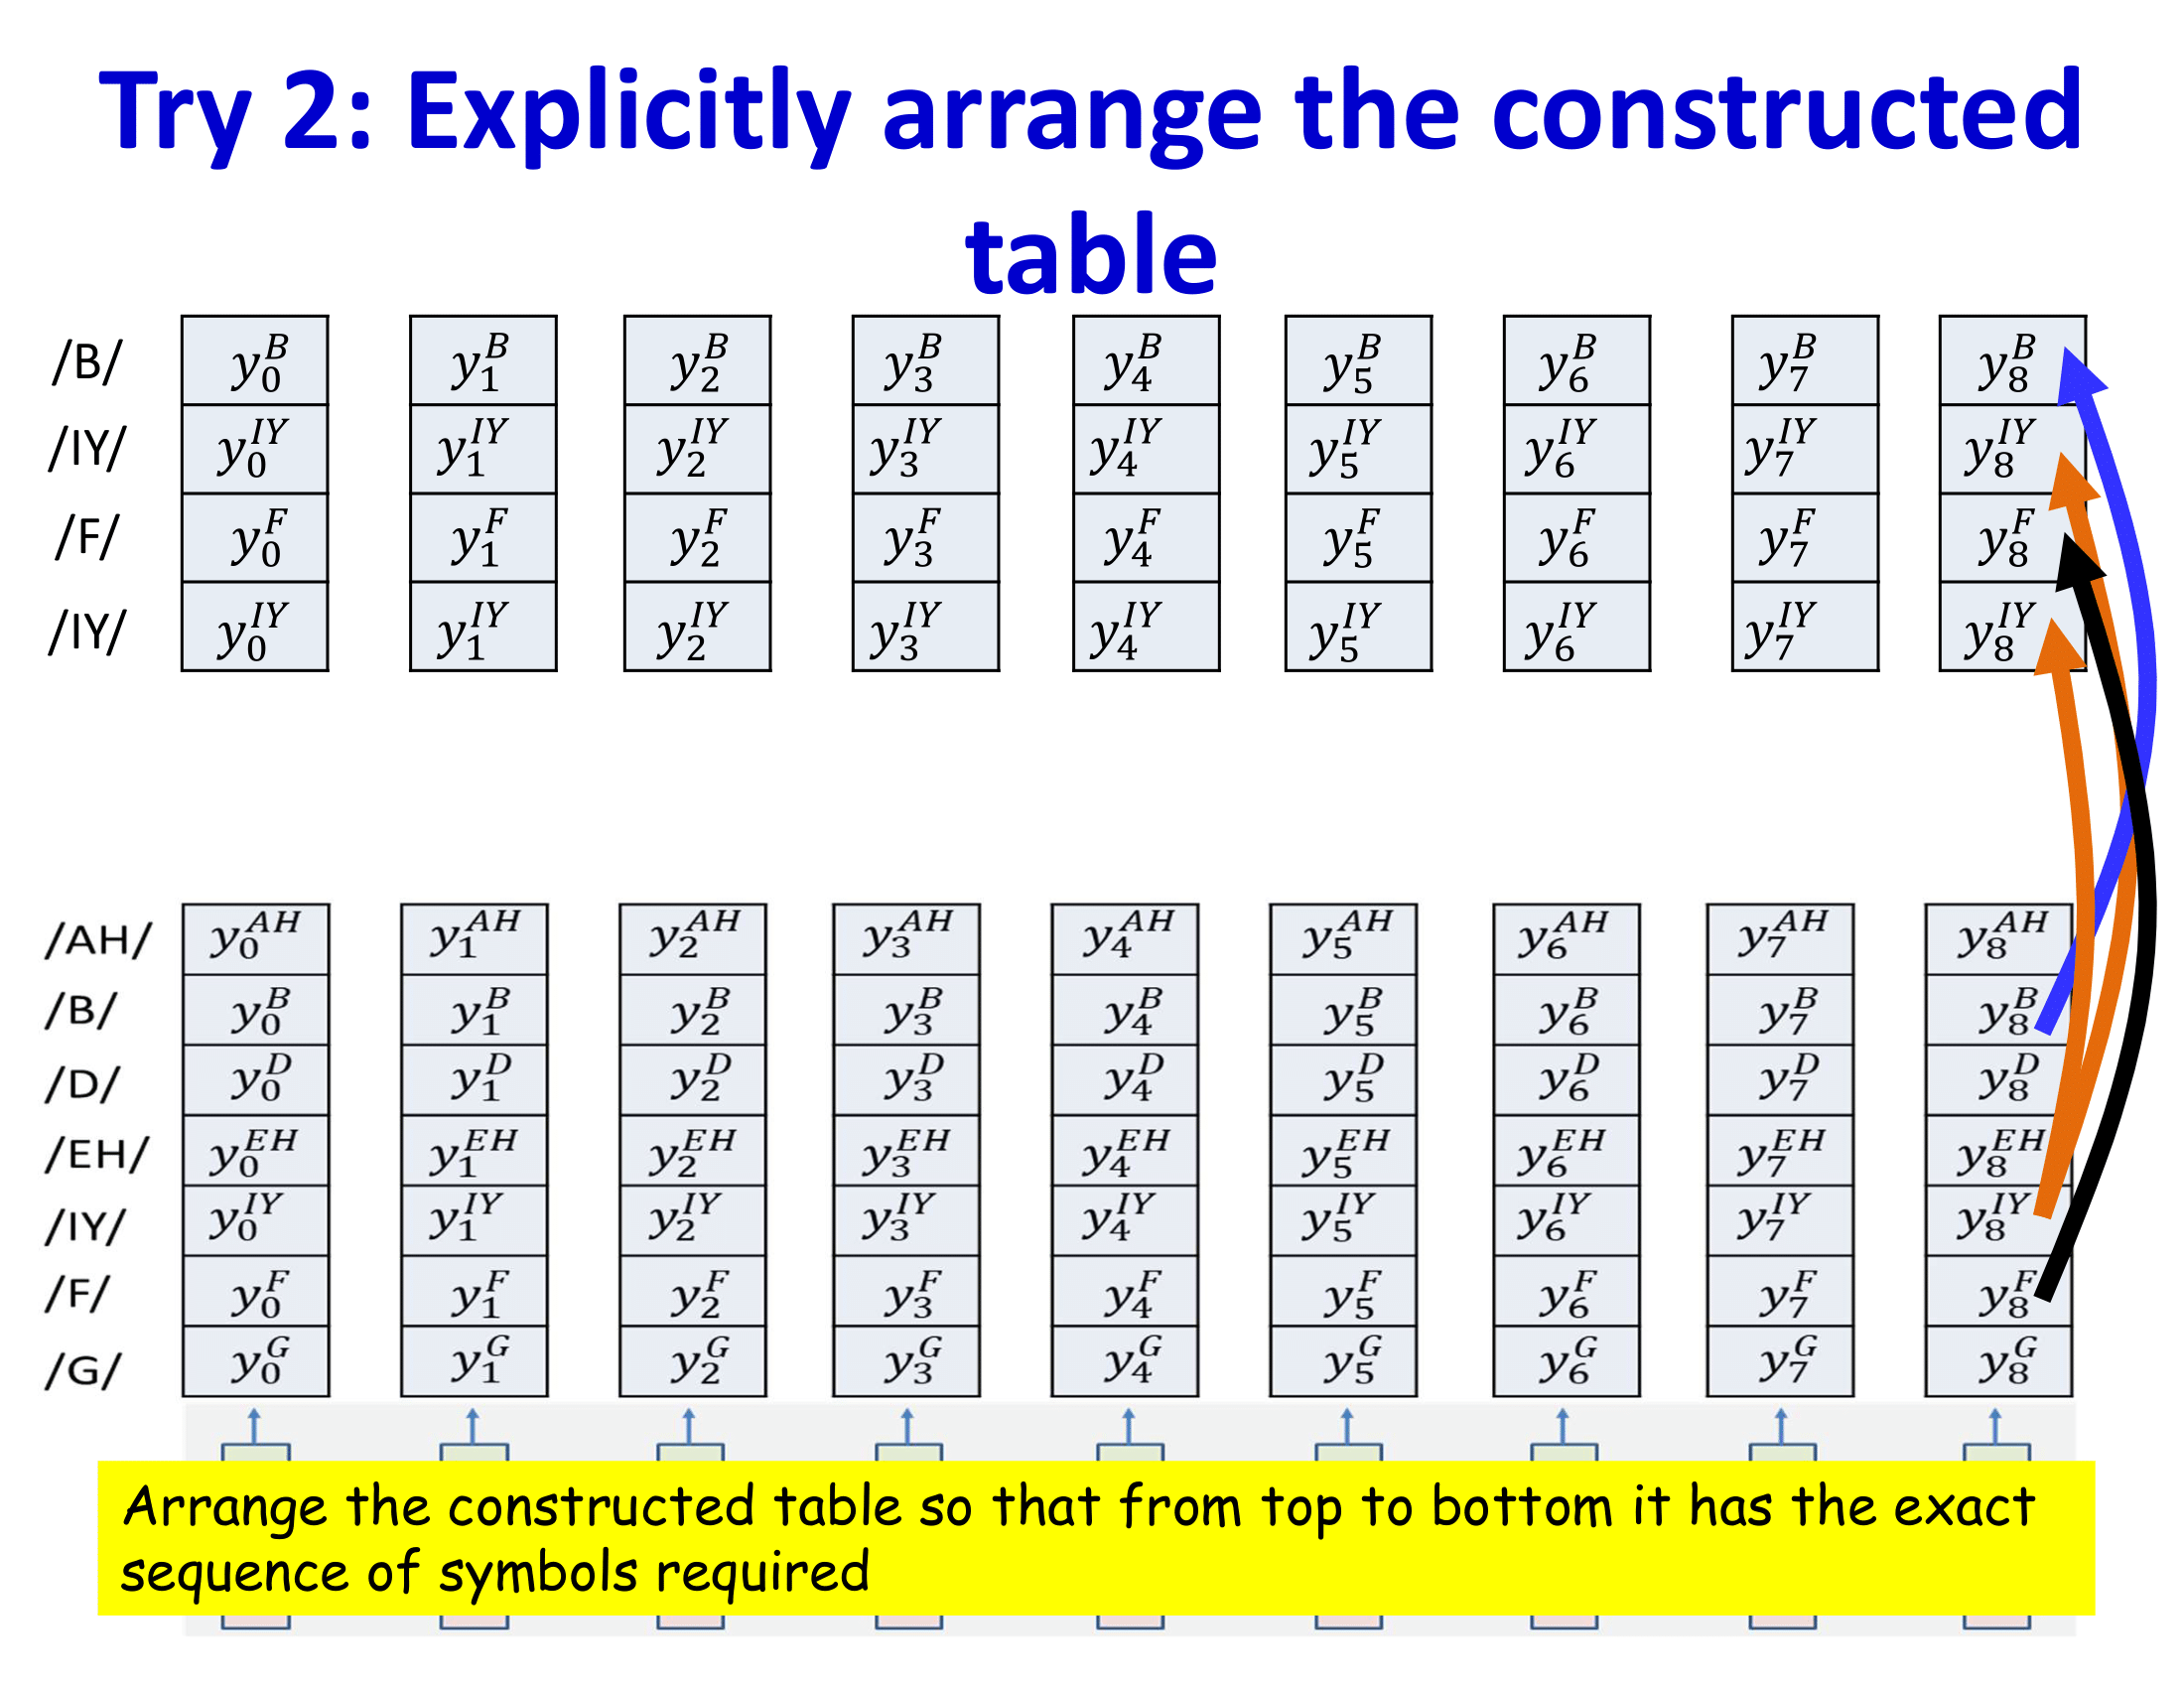 Try 2: Explicitly arrange the constructed
table
/B/ $y_0^B$ $y_1^B$ $y_2^B$ $y_3^B$ $y_4^B$ $y_5^B$ $y_6^B$ $y_7^B$ $y_8^B$
/IY/ $y_0^{IY}$ $y_1^{IY}$ $y_2^{IY}$ $y_3^{IY}$ $y_4^{IY}$ $y_5^{IY}$ $y_6^{IY}$ $y_7^{IY}$ $y_8^{IY}$
/F/ $y_0^F$ $y_1^F$ $y_2^F$ $y_3^F$ $y_4^F$ $y_5^F$ $y_6^F$ $y_7^F$ $y_8^F$
/IY/ $y_0^{IY}$ $y_1^{IY}$ $y_2^{IY}$ $y_3^{IY}$ $y_4^{IY}$ $y_5^{IY}$ $y_6^{IY}$ $y_7^{IY}$ $y_8^{IY}$
/AH/ $y_0^{AH}$ $y_1^{AH}$ $y_2^{AH}$ $y_3^{AH}$ $y_4^{AH}$ $y_5^{AH}$ $y_6^{AH}$ $y_7^{AH}$ $y_8^{AH}$
/B/ $y_0^B$ $y_1^B$ $y_2^B$ $y_3^B$ $y_4^B$ $y_5^B$ $y_6^B$ $y_7^B$ $y_8^B$
/D/ $y_0^D$ $y_1^D$ $y_2^D$ $y_3^D$ $y_4^D$ $y_5^D$ $y_6^D$ $y_7^D$ $y_8^D$
/EH/ $y_0^{EH}$ $y_1^{EH}$ $y_2^{EH}$ $y_3^{EH}$ $y_4^{EH}$ $y_5^{EH}$ $y_6^{EH}$ $y_7^{EH}$ $y_8^{EH}$
/IY/ $y_0^{IY}$ $y_1^{IY}$ $y_2^{IY}$ $y_3^{IY}$ $y_4^{IY}$ $y_5^{IY}$ $y_6^{IY}$ $y_7^{IY}$ $y_8^{IY}$
/F/ $y_0^F$ $y_1^F$ $y_2^F$ $y_3^F$ $y_4^F$ $y_5^F$ $y_6^F$ $y_7^F$ $y_8^F$
/G/ $y_0^G$ $y_1^G$ $y_2^G$ $y_3^G$ $y_4^G$ $y_5^G$ $y_6^G$ $y_7^G$ $y_8^G$
Arrange the constructed table so that from top to bottom it has the exact
sequence of symbols required